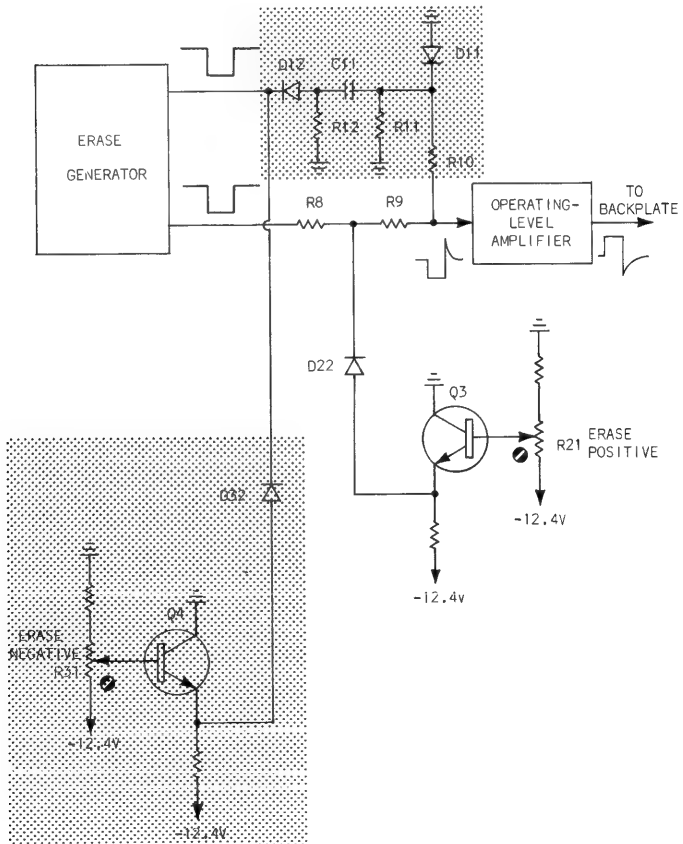 D12
C11
D11
R12
R11
R10
ERASE
GENERATOR
R8
R9
OPERATING-
LEVEL
AMPLIFIER
TO
BACKPLATE
D22
Q3
R21
ERASE
POSITIVE
-12.4V
-12.4V
D32
Q4
ERASE
NEGATIVE
R31
-12.4V
-12.4V